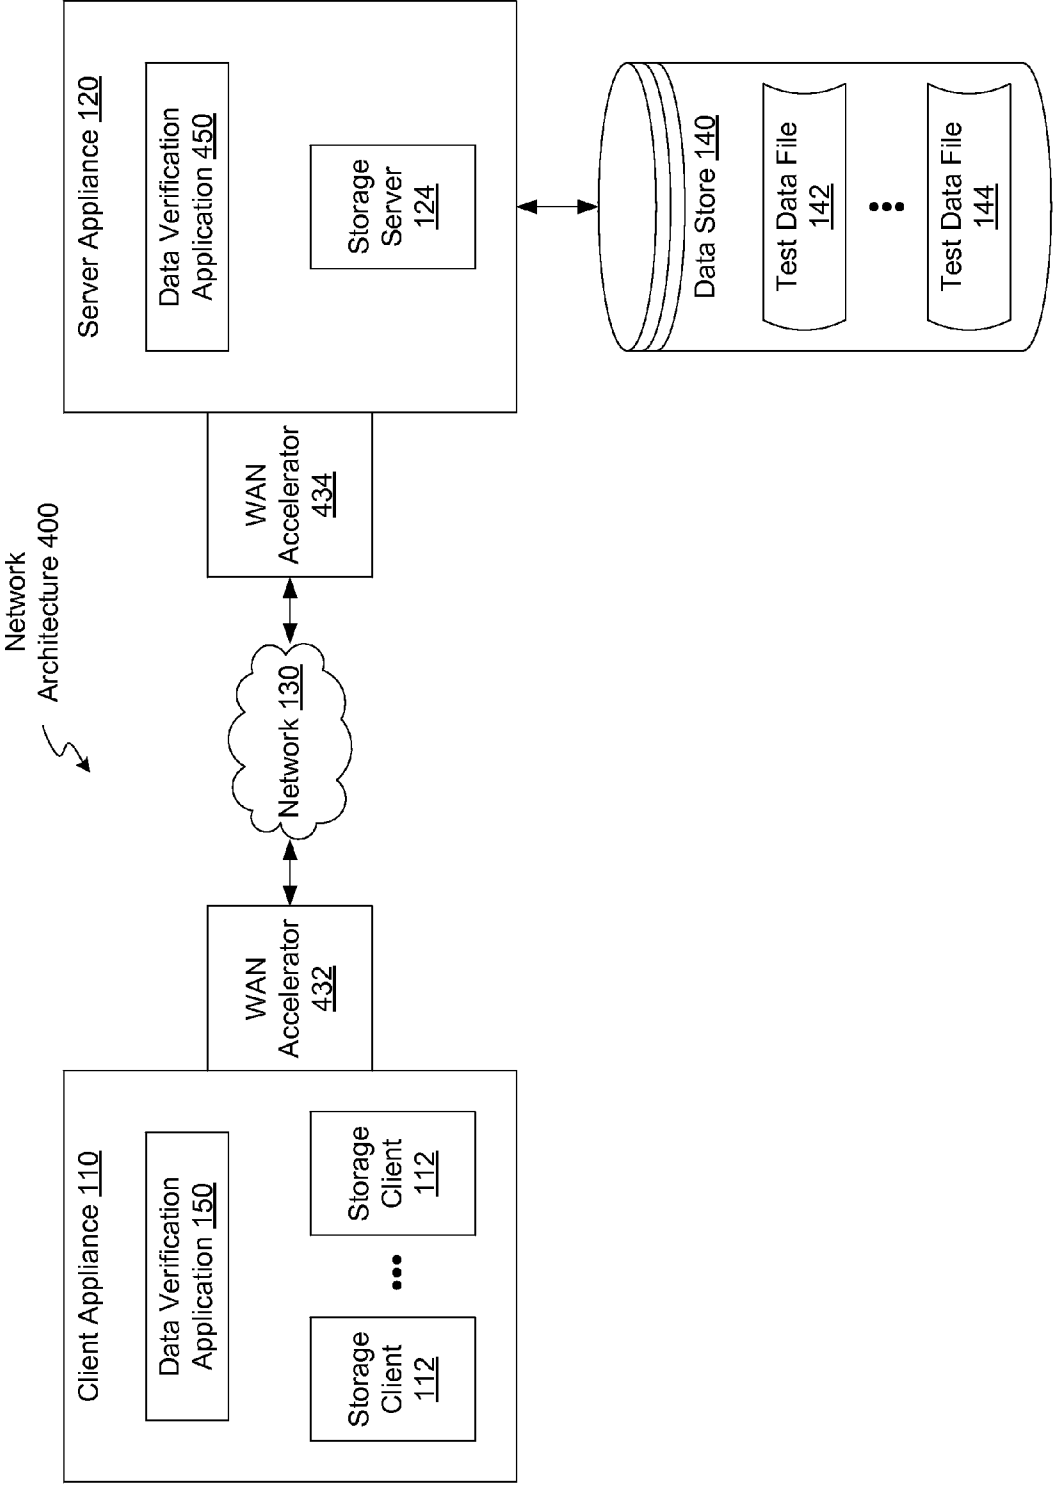 Network
Architecture 400
Client Appliance 110
Data Verification
Application 150
Storage
Client
112
Storage
Client
112
WAN
Accelerator
432
Network 130
WAN
Accelerator
434
Server Appliance 120
Data Verification
Application 450
Storage
Server
124
Data Store 140
Test Data File
142
Test Data File
144